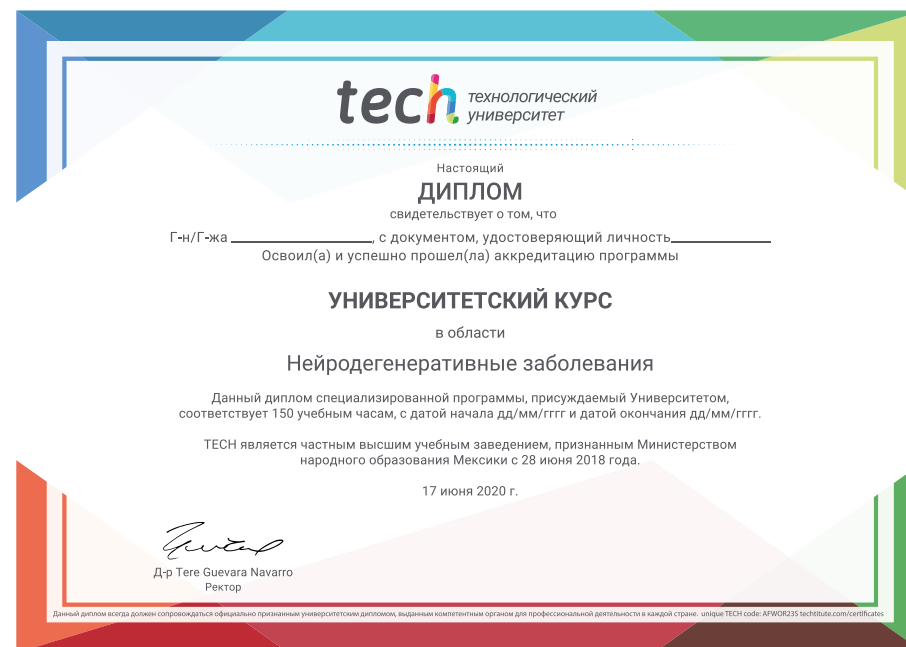 tech технологический университет
Настоящий
ДИПЛОМ
свидетельствует о том, что
Г-н/Г-жа ____________________, с документом, удостоверяющий личность______________
Освоил(а) и успешно прошел(ла) аккредитацию программы
УНИВЕРСИТЕТСКИЙ КУРС
в области
Нейродегенеративные заболевания
Данный диплом специализированной программы, присуждаемый Университетом,
соответствует 150 учебным часам, с датой начала дд/мм/гггг и датой окончания дд/мм/гггг.
TECH является частным высшим учебным заведением, признанным Министерством
народного образования Мексики с 28 июня 2018 года.
17 июня 2020 г.
Д-р Tere Guevara Navarro
Ректор
Данный диплом всегда должен сопровождаться официально признанным университетским дипломом, выданным компетентным органом для профессиональной деятельности в каждой стране. unique TECH code: AFWOR23S techtitute.com/certificates